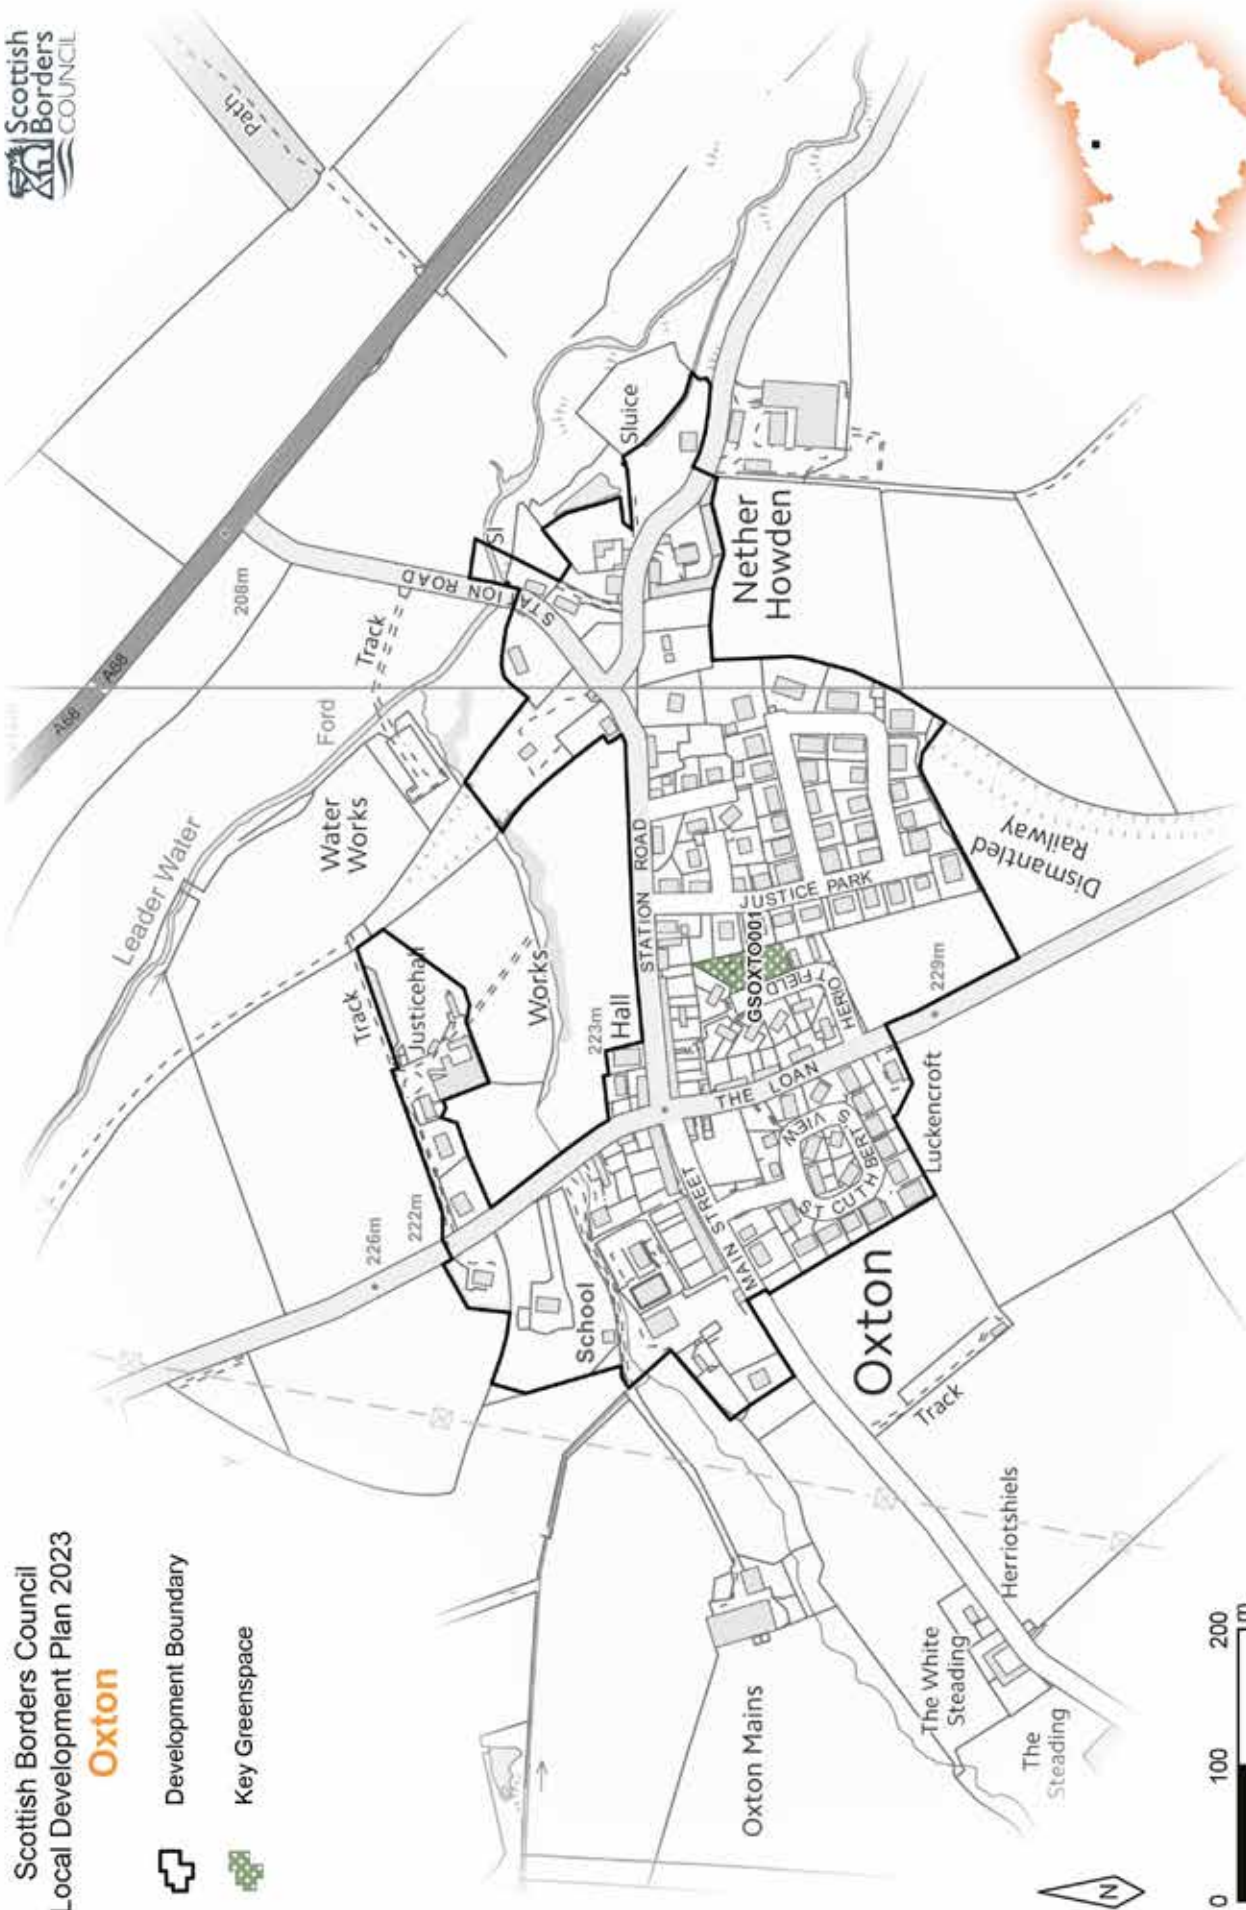 Scottish Borders Council
Local Development Plan 2023
Oxton
Development Boundary
Key Greenspace
Scottish
Borders
COUNCIL
Path
A68
A68
208m
STATION ROAD
Track
Ford
Leader Water
Water
Works
Sl
Sluice
Nether
Howden
Track
Justicehall
Works
223m
Hall
STATION ROAD
JUSTICE PARK
GSOXTO001
HERIOTFIELD
Dismantled
Railway
229m
THE LOAN
Luckencroft
ST CUTHBERTS VIEW
MAIN STREET
226m
222m
School
Oxton
Track
Herriotshiels
The White
Steading
The
Steading
Oxton Mains
N
0 100 200
m